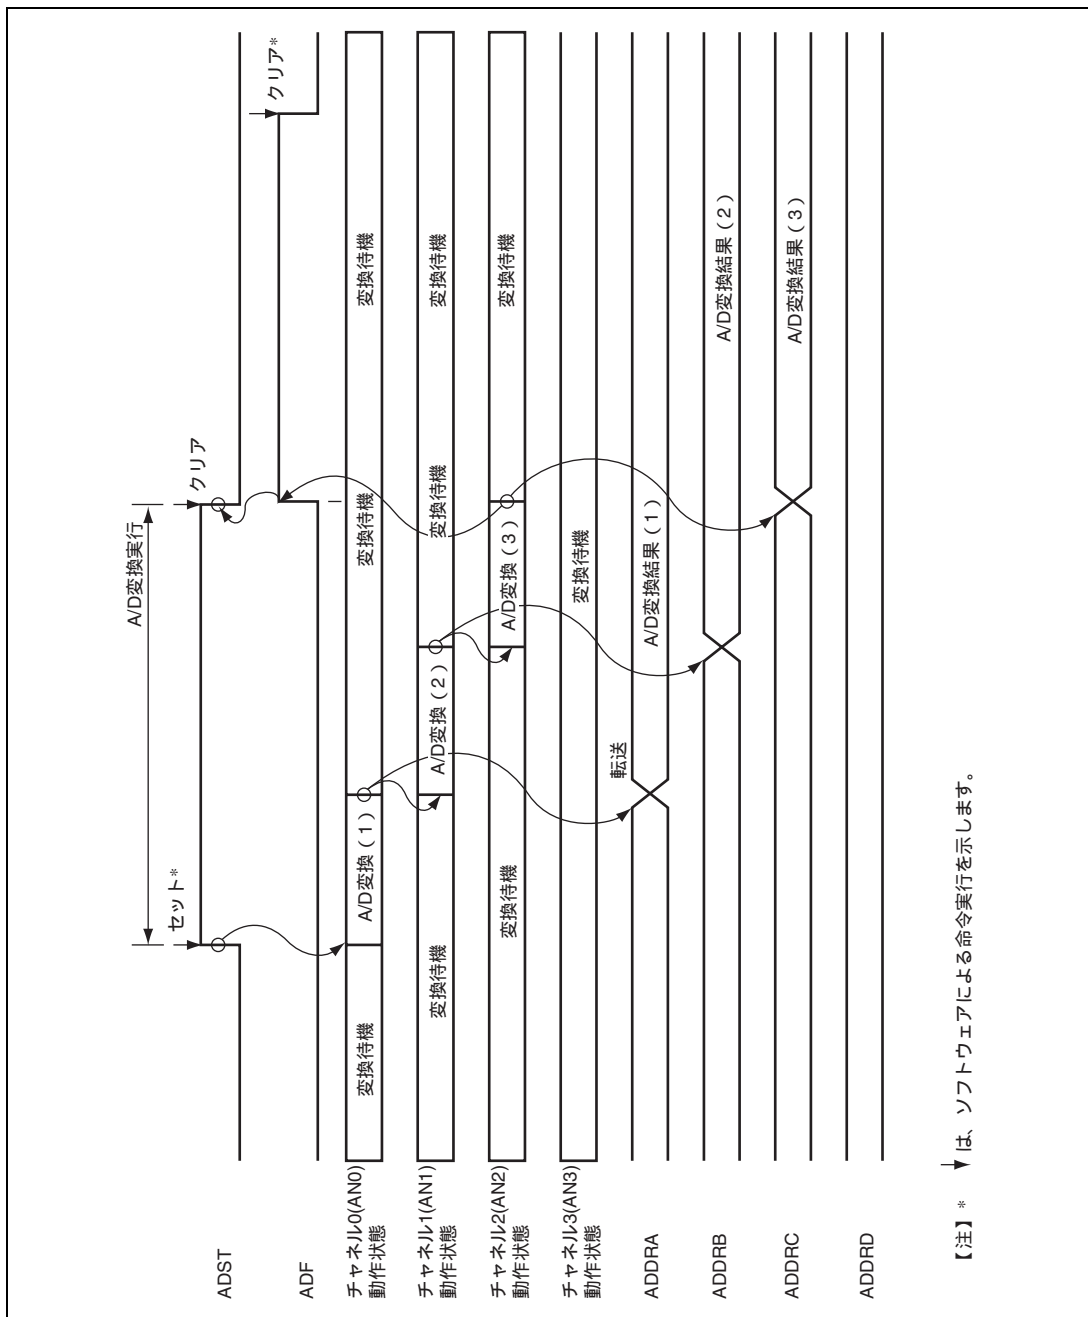 A/D変換実行
セット*
クリア
クリア*
ADST
ADF
チャネル0(AN0)
動作状態
変換待機
A/D変換（1）
変換待機
変換待機
チャネル1(AN1)
動作状態
変換待機
A/D変換（2）
変換待機
変換待機
チャネル2(AN2)
動作状態
変換待機
A/D変換（3）
変換待機
チャネル3(AN3)
動作状態
変換待機
転送
ADDRA
A/D変換結果（1）
ADDRB
A/D変換結果（2）
ADDRC
A/D変換結果（3）
ADDRD
【注】* は、ソフトウェアによる命令実行を示します。